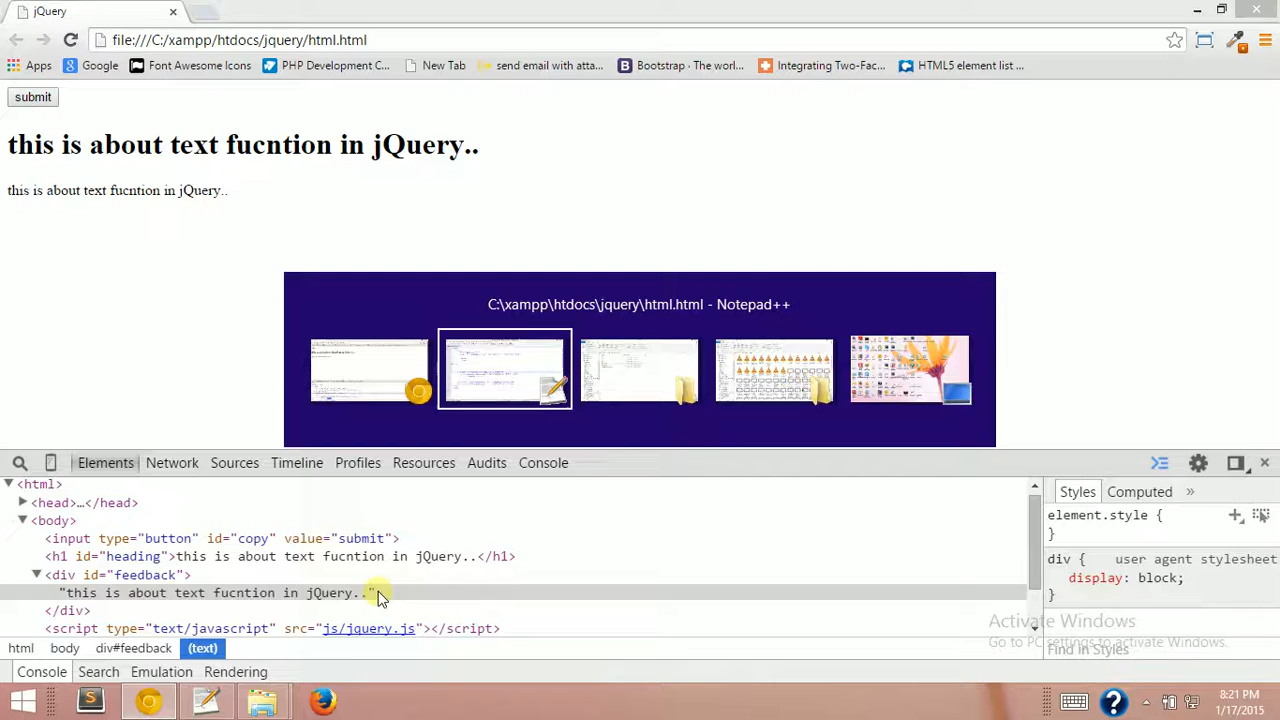 jQuery
file:///C:/xampp/htdocs/jquery/html.html
Apps Google Font Awesome Icons PHP Development C... New Tab send email with atta... Bootstrap · The worl... Integrating Two-Fac... HTML5 element list ...
submit
this is about text fucntion in jQuery..
this is about text fucntion in jQuery..
C:\xampp\htdocs\jquery\html.html - Notepad++
Elements Network Sources Timeline Profiles Resources Audits Console
<html>
<head>...</head>
<body>
<input type="button" id="copy" value="submit">
<h1 id="heading">this is about text fucntion in jQuery..</h1>
<div id="feedback">
"this is about text fucntion in jQuery.."
</div>
<script type="text/javascript" src="js/jquery.js"></script>
html body div#feedback (text)
Console Search Emulation Rendering
Styles Computed »
element.style {
}
div { user agent stylesheet
display: block;
}
Activate Windows
Go to PC settings to activate Windows.
Find in Styles
8:21 PM
1/17/2015